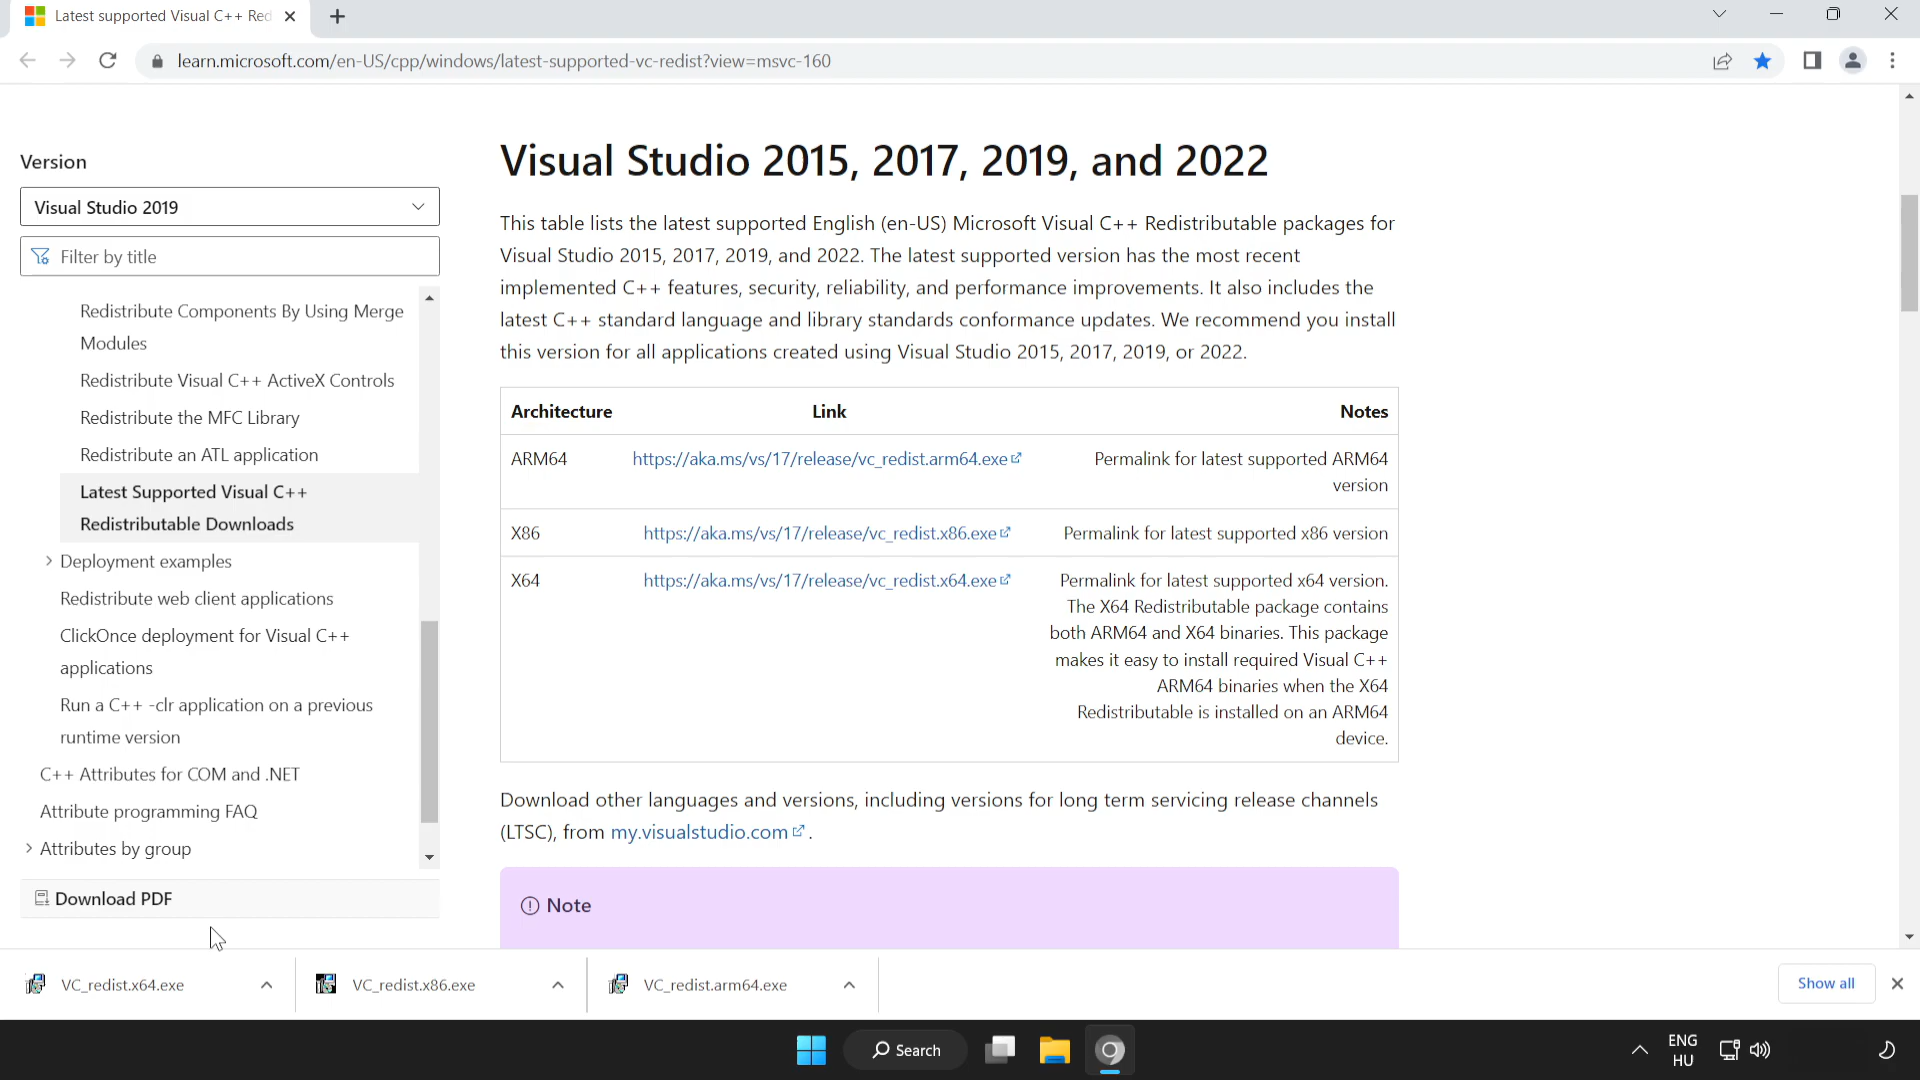 Latest supported Visual C++ Red
learn.microsoft.com/en-US/cpp/windows/latest-supported-vc-redist?view=msvc-160
Version
Visual Studio 2019
Filter by title
Redistribute Components By Using Merge
Modules
Redistribute Visual C++ ActiveX Controls
Redistribute the MFC Library
Redistribute an ATL application
Latest Supported Visual C++
Redistributable Downloads
Deployment examples
Redistribute web client applications
ClickOnce deployment for Visual C++
applications
Run a C++ -clr application on a previous
runtime version
C++ Attributes for COM and .NET
Attribute programming FAQ
Attributes by group
Download PDF
Visual Studio 2015, 2017, 2019, and 2022
This table lists the latest supported English (en-US) Microsoft Visual C++ Redistributable packages for
Visual Studio 2015, 2017, 2019, and 2022. The latest supported version has the most recent
implemented C++ features, security, reliability, and performance improvements. It also includes the
latest C++ standard language and library standards conformance updates. We recommend you install
this version for all applications created using Visual Studio 2015, 2017, 2019, or 2022.
Architecture Link Notes
ARM64 https://aka.ms/vs/17/release/vc_redist.arm64.exe Permalink for latest supported ARM64
version
X86 https://aka.ms/vs/17/release/vc_redist.x86.exe Permalink for latest supported x86 version
X64 https://aka.ms/vs/17/release/vc_redist.x64.exe Permalink for latest supported x64 version.
The X64 Redistributable package contains
both ARM64 and X64 binaries. This package
makes it easy to install required Visual C++
ARM64 binaries when the X64
Redistributable is installed on an ARM64
device.
Download other languages and versions, including versions for long term servicing release channels
(LTSC), from my.visualstudio.com .
Note
VC_redist.x64.exe
VC_redist.x86.exe
VC_redist.arm64.exe
Show all
Search
ENG
HU